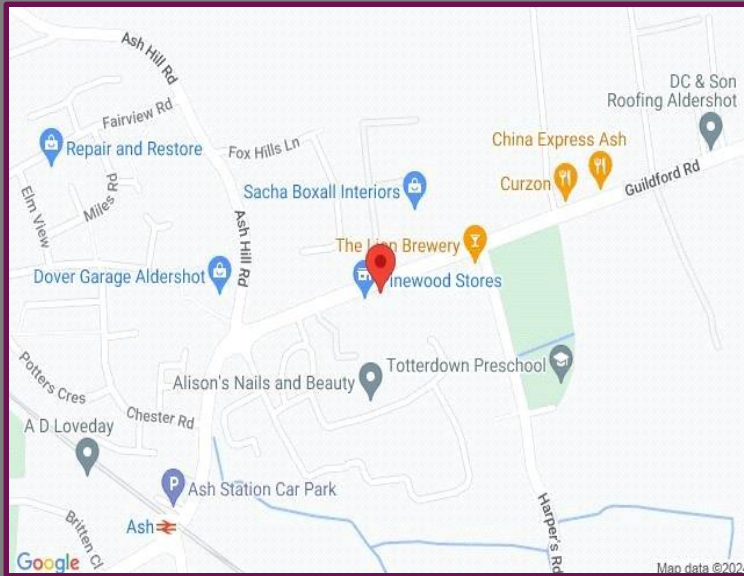 Ash Hill Rd
DC & Son
Roofing Aldershot
Fairview Rd
China Express Ash
Repair and Restore
Fox Hills Ln
Curzon
Guildford Rd
Miles Rd
Sacha Boxall Interiors
Elm View
Ash Hill Rd
The Lion Brewery
Dover Garage Aldershot
inewood Stores
Potters Cres
Totterdown Preschool
Alison's Nails and Beauty
Chester Rd
A D Loveday
P
Ash Station Car Park
Harper's Rd
Ash
Britten Cl
Google
Map data ©2024